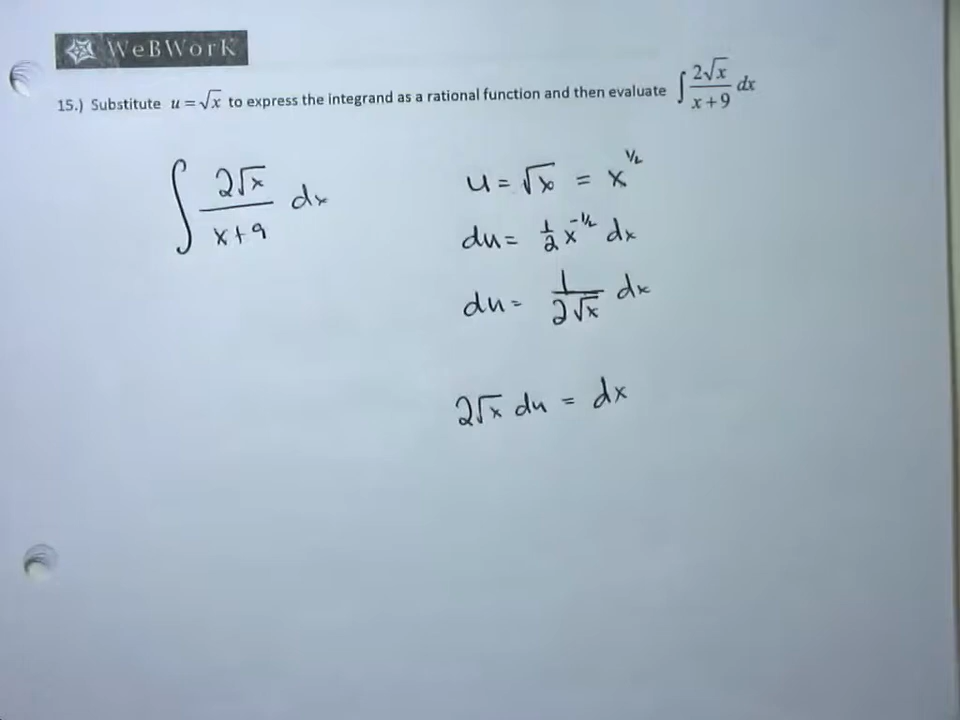 WeBWorK
15.) Substitute u = √x to express the integrand as a rational function and then evaluate ∫ 2√x / x + 9 dx
∫ 2√x / x + 9 dx
u = √x = x^1/2
du = 1/2 x^-1/2 dx
du = 1 / 2√x dx
2√x du = dx